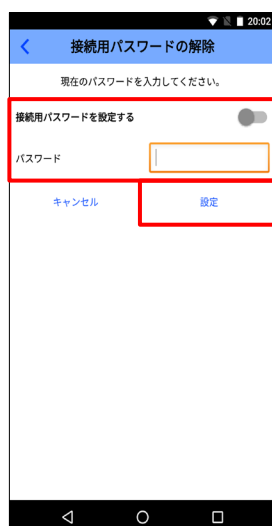 20:02
接続用パスワードの解除
現在のパスワードを入力してください。
接続用パスワードを設定する
パスワード
キャンセル 設定